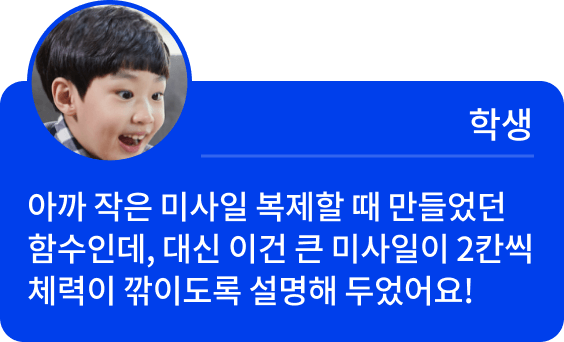 학생
아까 작은 미사일 복제할 때 만들었던
함수인데, 대신 이건 큰 미사일이 2칸씩
체력이 깎이도록 설명해 두었어요!